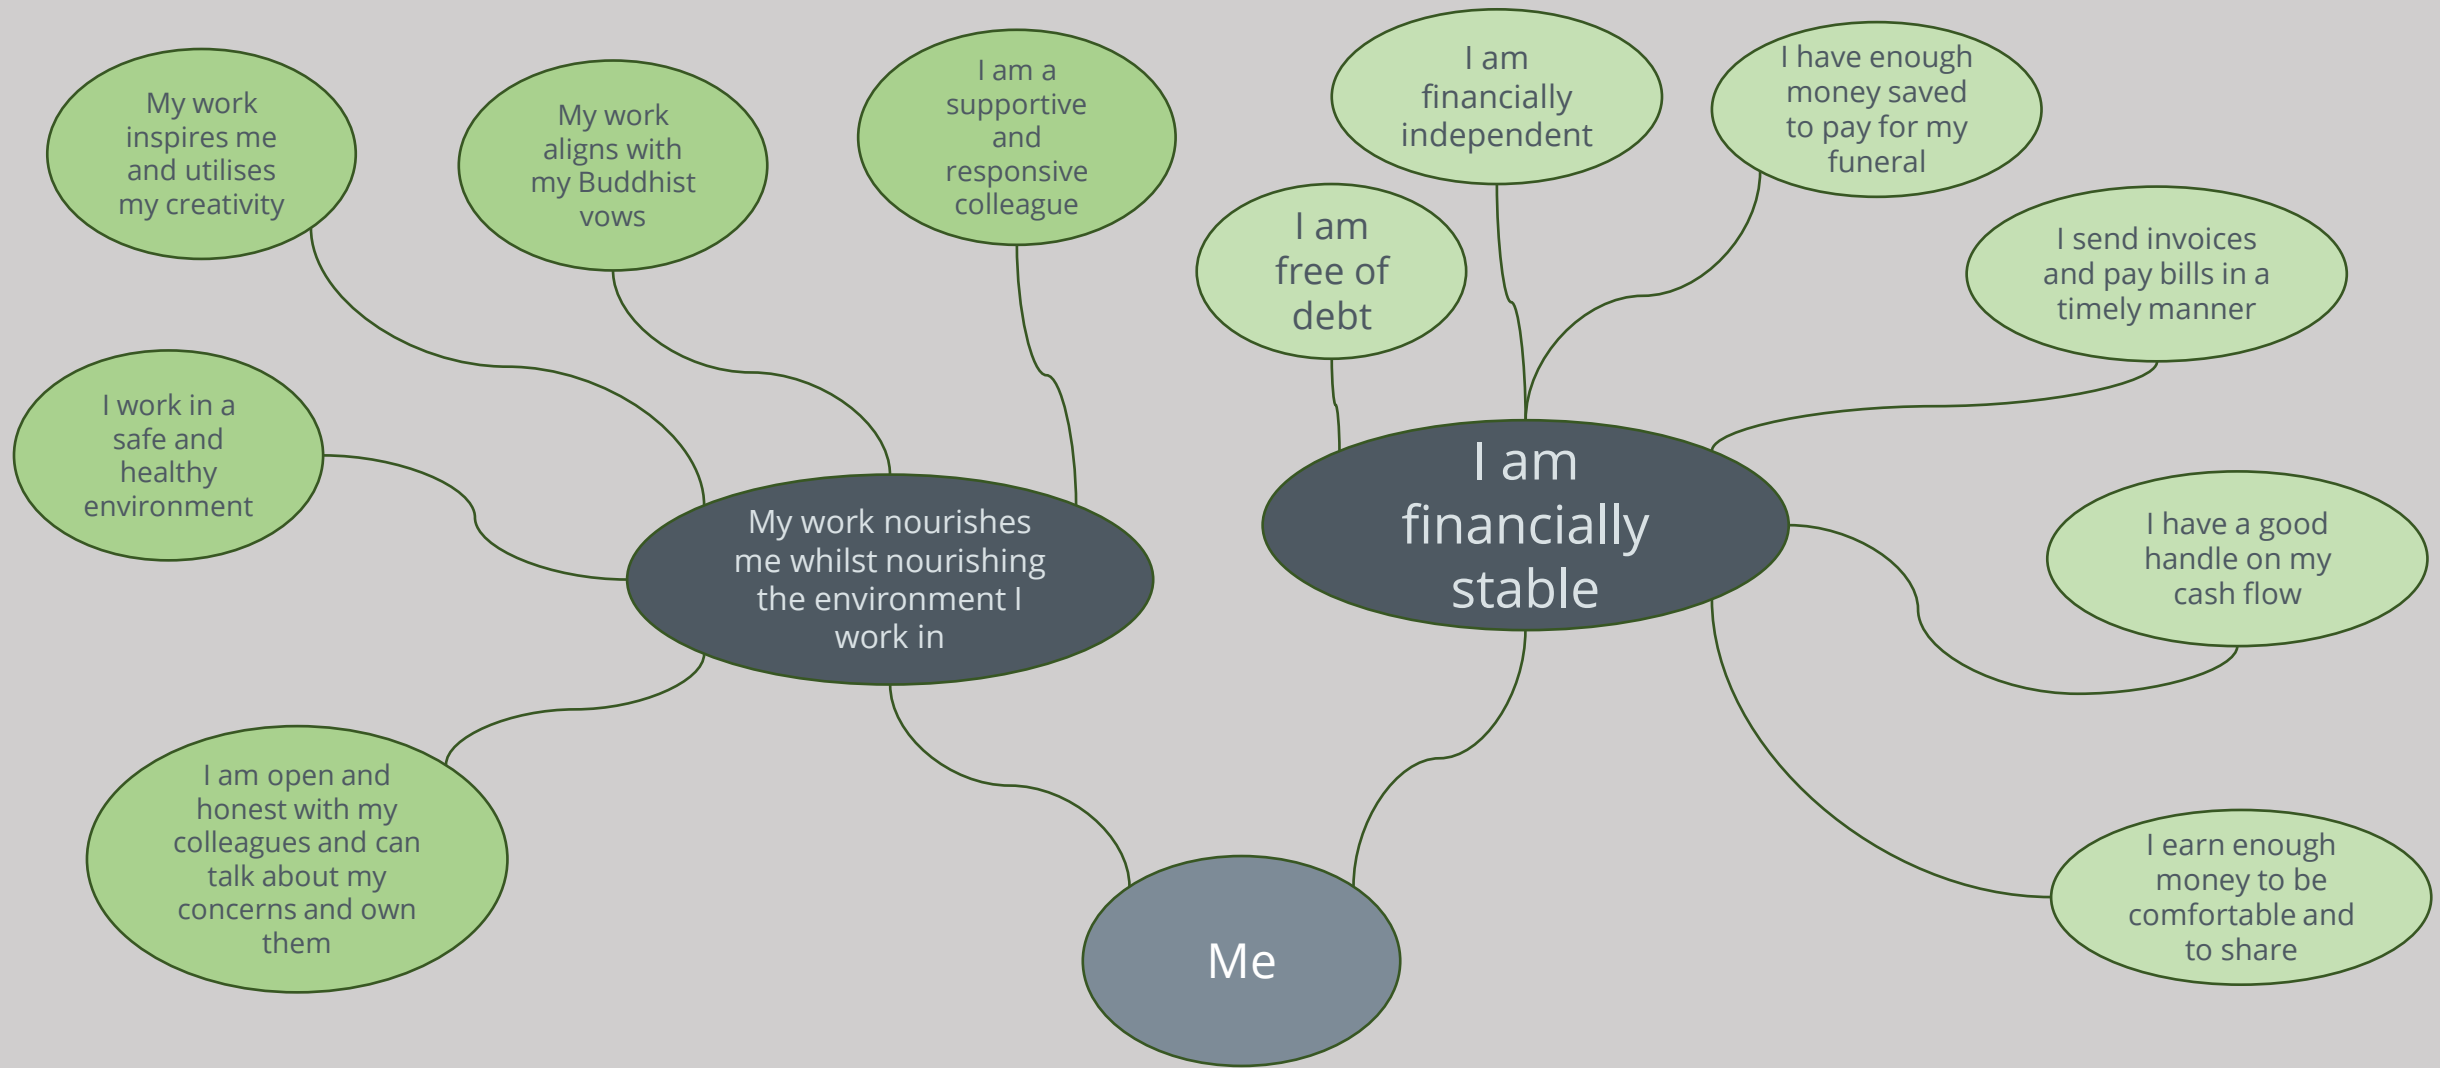 My work
inspires me
and utilises
my creativity
My work
aligns with
my Buddhist
vows
I am a
supportive
and
responsive
colleague
I am
financially
independent
I have enough
money saved
to pay for my
funeral
I am
free of
debt
I send invoices
and pay bills in a
timely manner
I work in a
safe and
healthy
environment
My work nourishes
me whilst nourishing
the environment I
work in
I am
financially
stable
I have a good
handle on my
cash flow
I am open and
honest with my
colleagues and can
talk about my
concerns and own
them
Me
I earn enough
money to be
comfortable and
to share